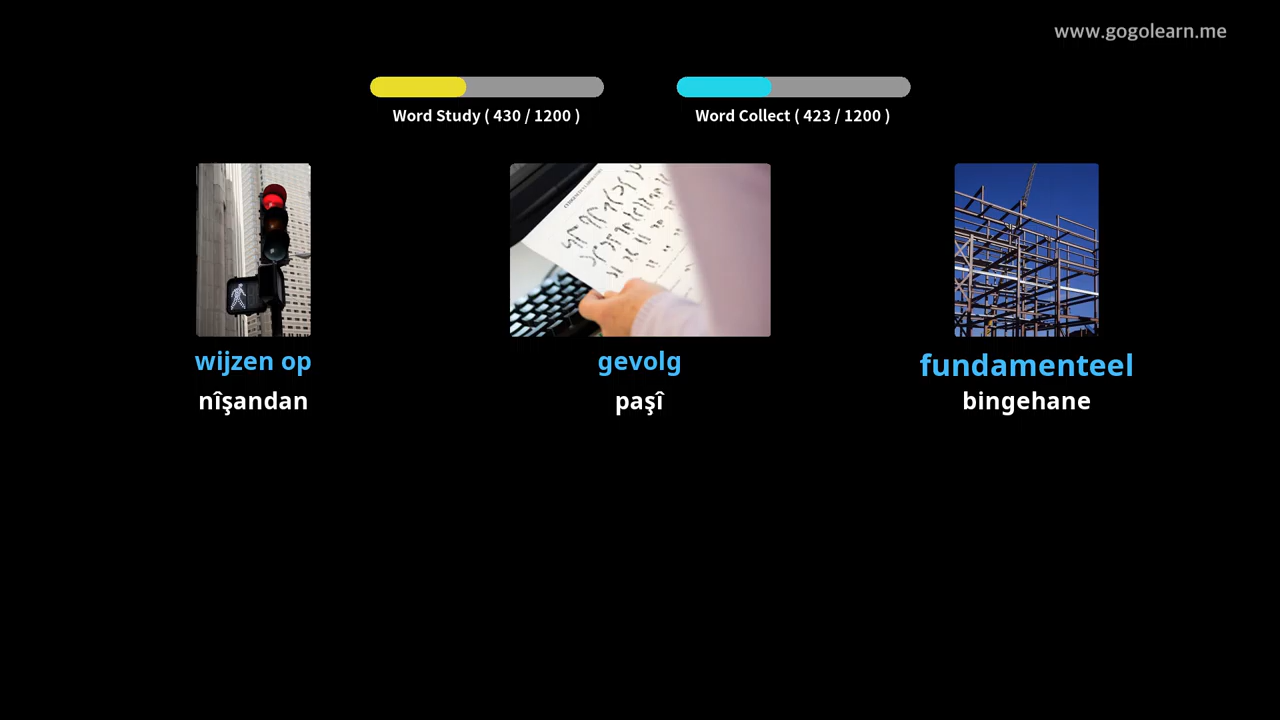 www.gogolearn.me
Word Study ( 430 / 1200 )
Word Collect ( 423 / 1200 )
wijzen op
gevolg
fundamenteel
nîşandan
paşî
bingehane